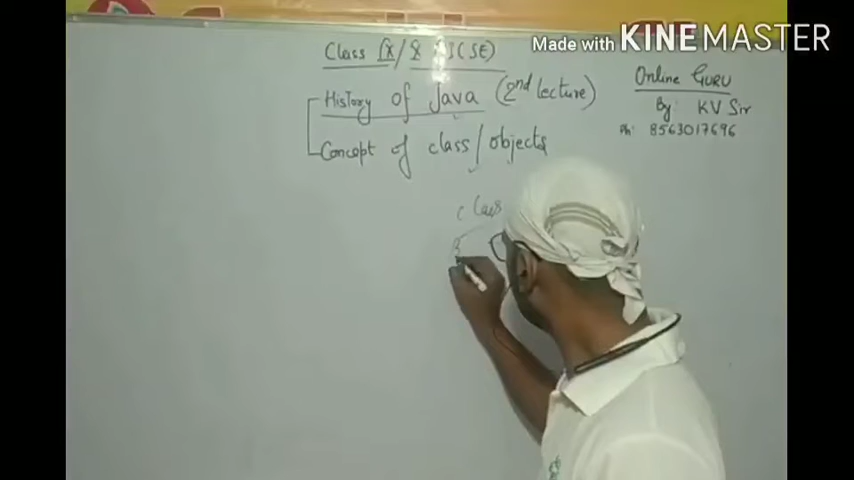 Class IX/X ICSE)
Made with KINEMASTER
History of Java (2nd lecture)
Concept of class/objects
Online GURU
By: KV Sir
Ph: 8563017696
class